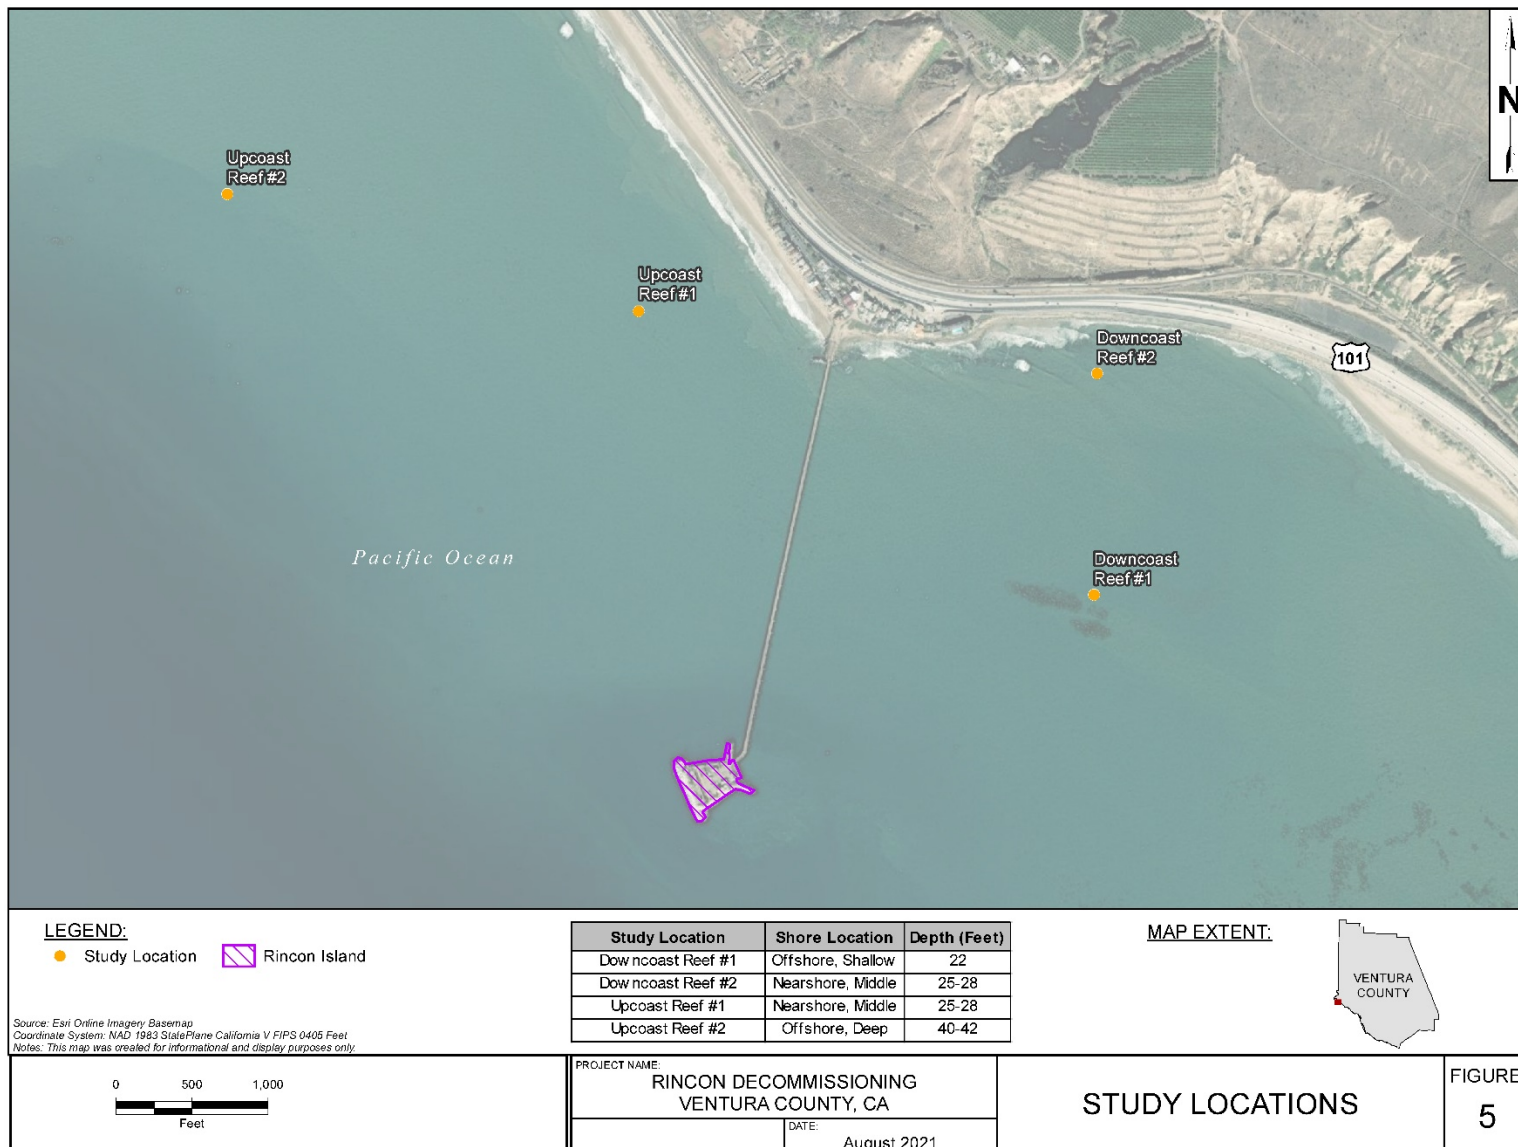 N
Upcoast
Reef #2
Upcoast
Reef #1
Downcoast
Reef #2
101
Pacific Ocean
Downcoast
Reef #1
LEGEND:
Study Location
Rincon Island
Study Location Shore Location Depth (Feet)
Downcoast Reef #1 Offshore, Shallow 22
Downcoast Reef #2 Nearshore, Middle 25-28
Upcoast Reef #1 Nearshore, Middle 25-28
Upcoast Reef #2 Offshore, Deep 40-42
MAP EXTENT:
VENTURA
COUNTY
Source: Esri Online Imagery Basemap
Coordinate System: NAD 1983 StatePlane California V FIPS 0405 Feet
Notes: This map was created for informational and display purposes only.
0 500 1,000
Feet
PROJECT NAME:
RINCON DECOMMISSIONING
VENTURA COUNTY, CA
DATE:
August 2021
STUDY LOCATIONS
FIGURE
5